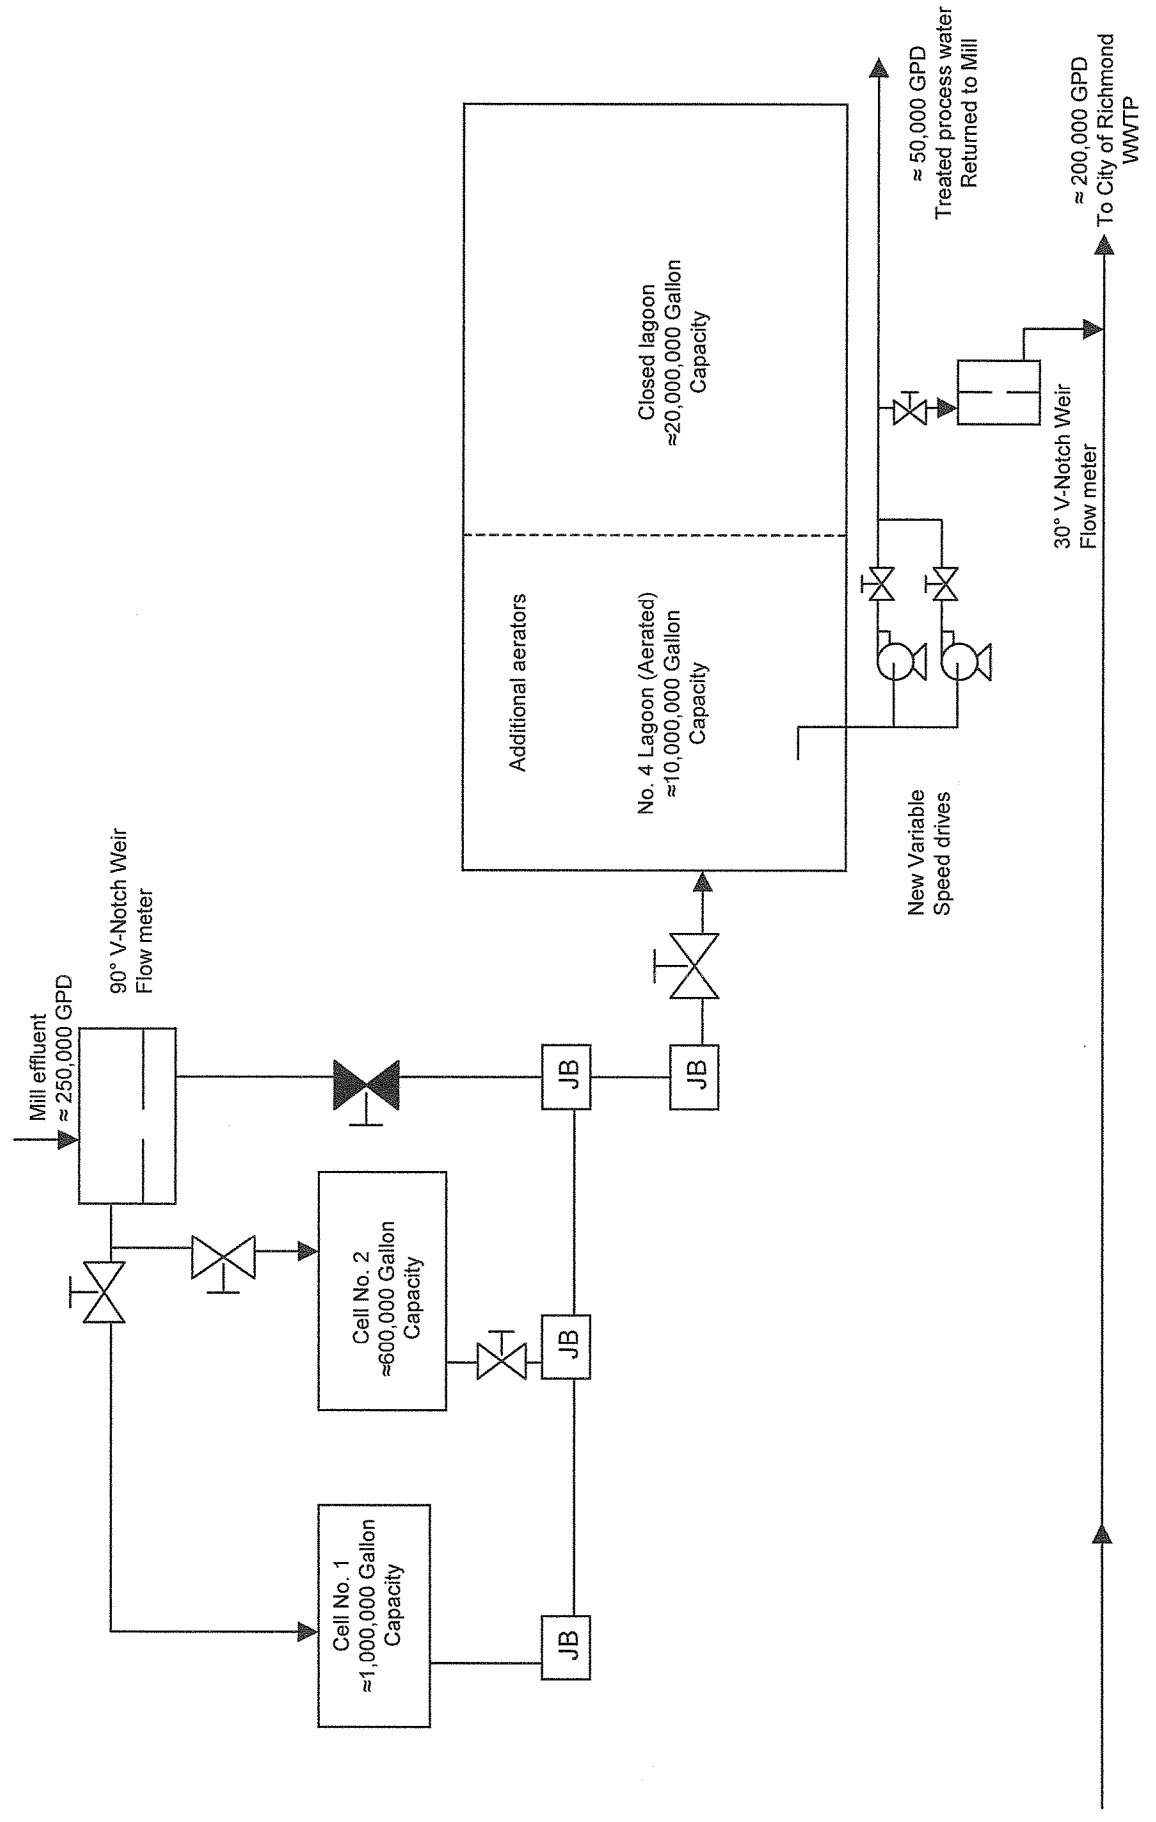 Mill effluent
≈ 250,000 GPD
90° V-Notch Weir
Flow meter
Cell No. 1
≈1,000,000 Gallon
Capacity
Cell No. 2
≈600,000 Gallon
Capacity
JB
JB
JB
JB
Additional aerators
No. 4 Lagoon (Aerated)
≈10,000,000 Gallon
Capacity
Closed lagoon
≈20,000,000 Gallon
Capacity
New Variable
Speed drives
≈ 50,000 GPD
Treated process water
Returned to Mill
30° V-Notch Weir
Flow meter
≈ 200,000 GPD
To City of Richmond
WWTP